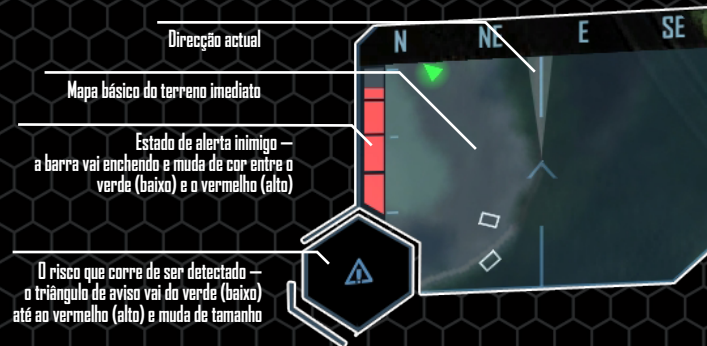 N NE E SE
Direcção actual
Mapa básico do terreno imediato
Estado de alerta inimigo –
a barra vai enchendo e muda de cor entre o
verde (baixo) e o vermelho (alto)
O risco que corre de ser detectado –
o triângulo de aviso vai do verde (baixo)
até ao vermelho (alto) e muda de tamanho